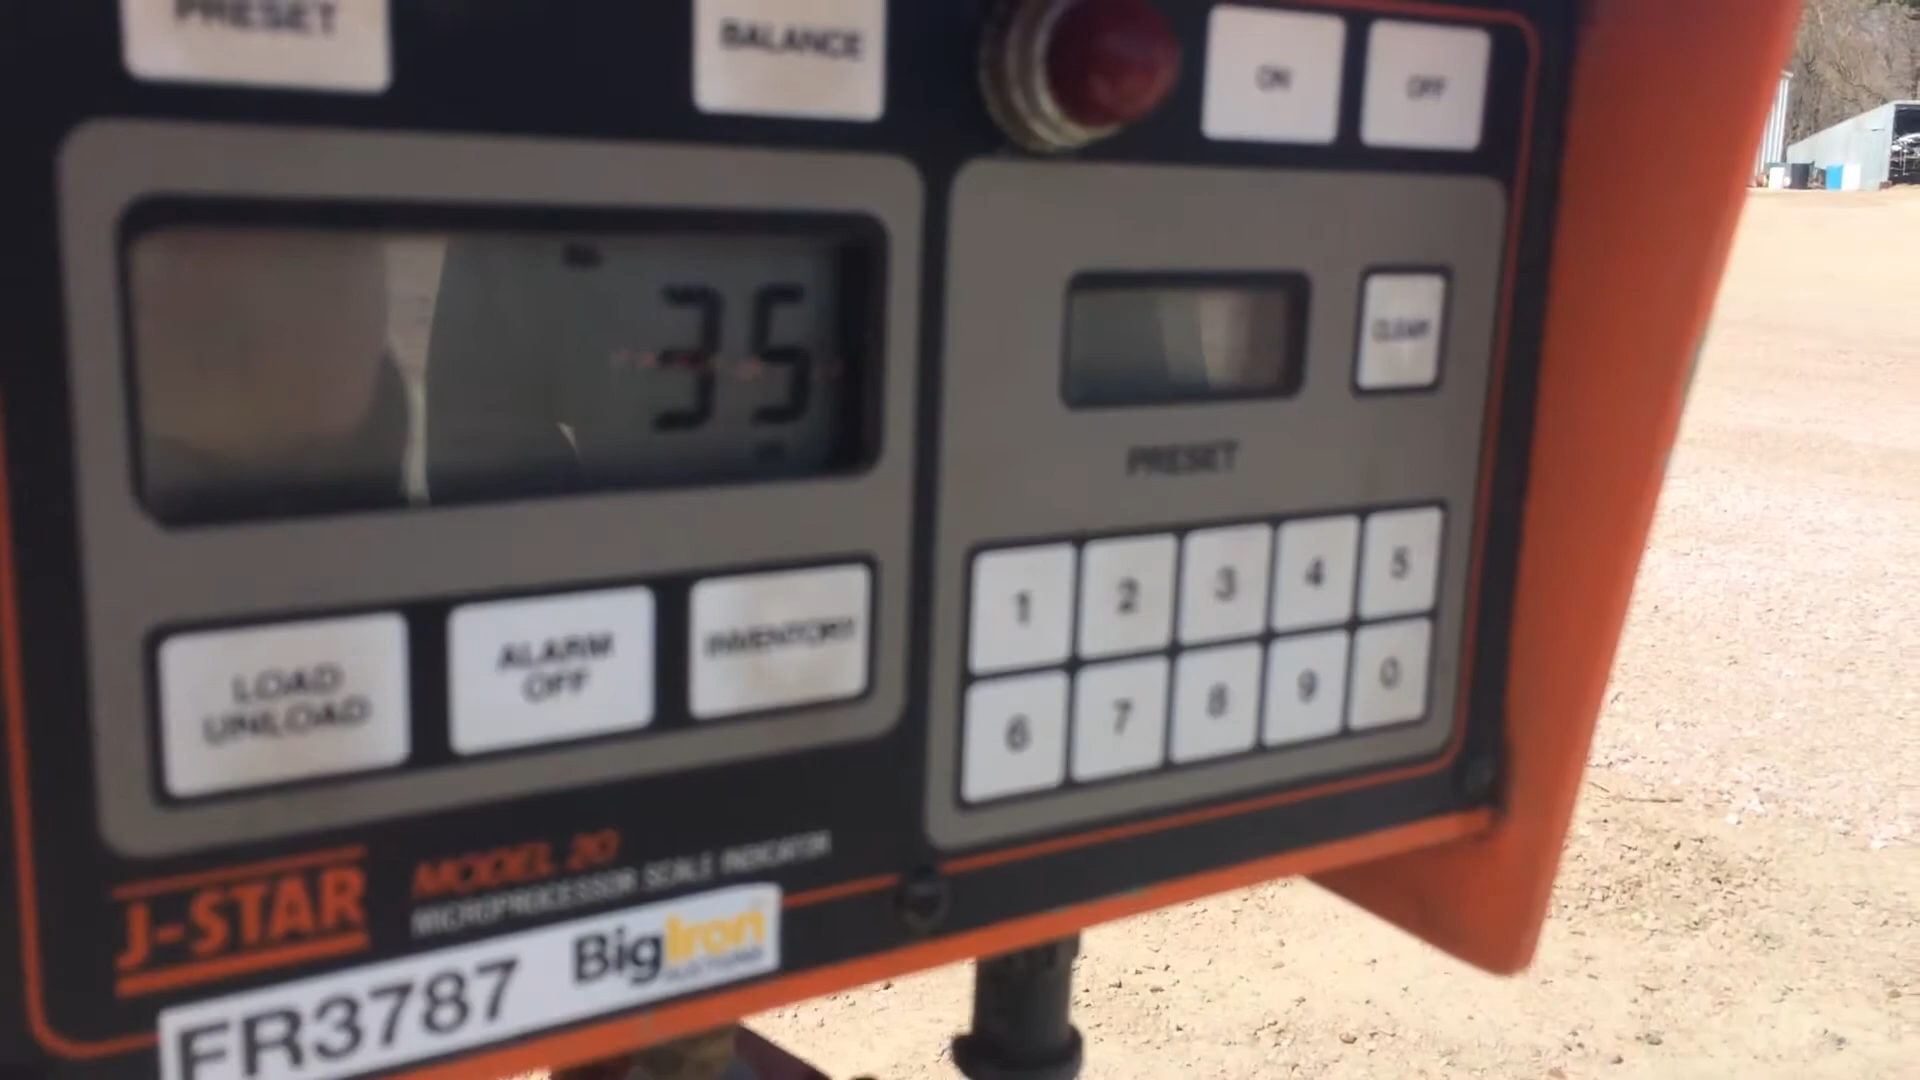 PRESET
BALANCE
ON
OFF
35
CLEAR
PRESET
1 2 3 4 5
6 7 8 9 0
LOAD
UNLOAD
ALARM
OFF
INVENTORY
J-STAR
MODEL 20
MICROPROCESSOR SCALE INDICATOR
FR3787
BigIron
AUCTIONS